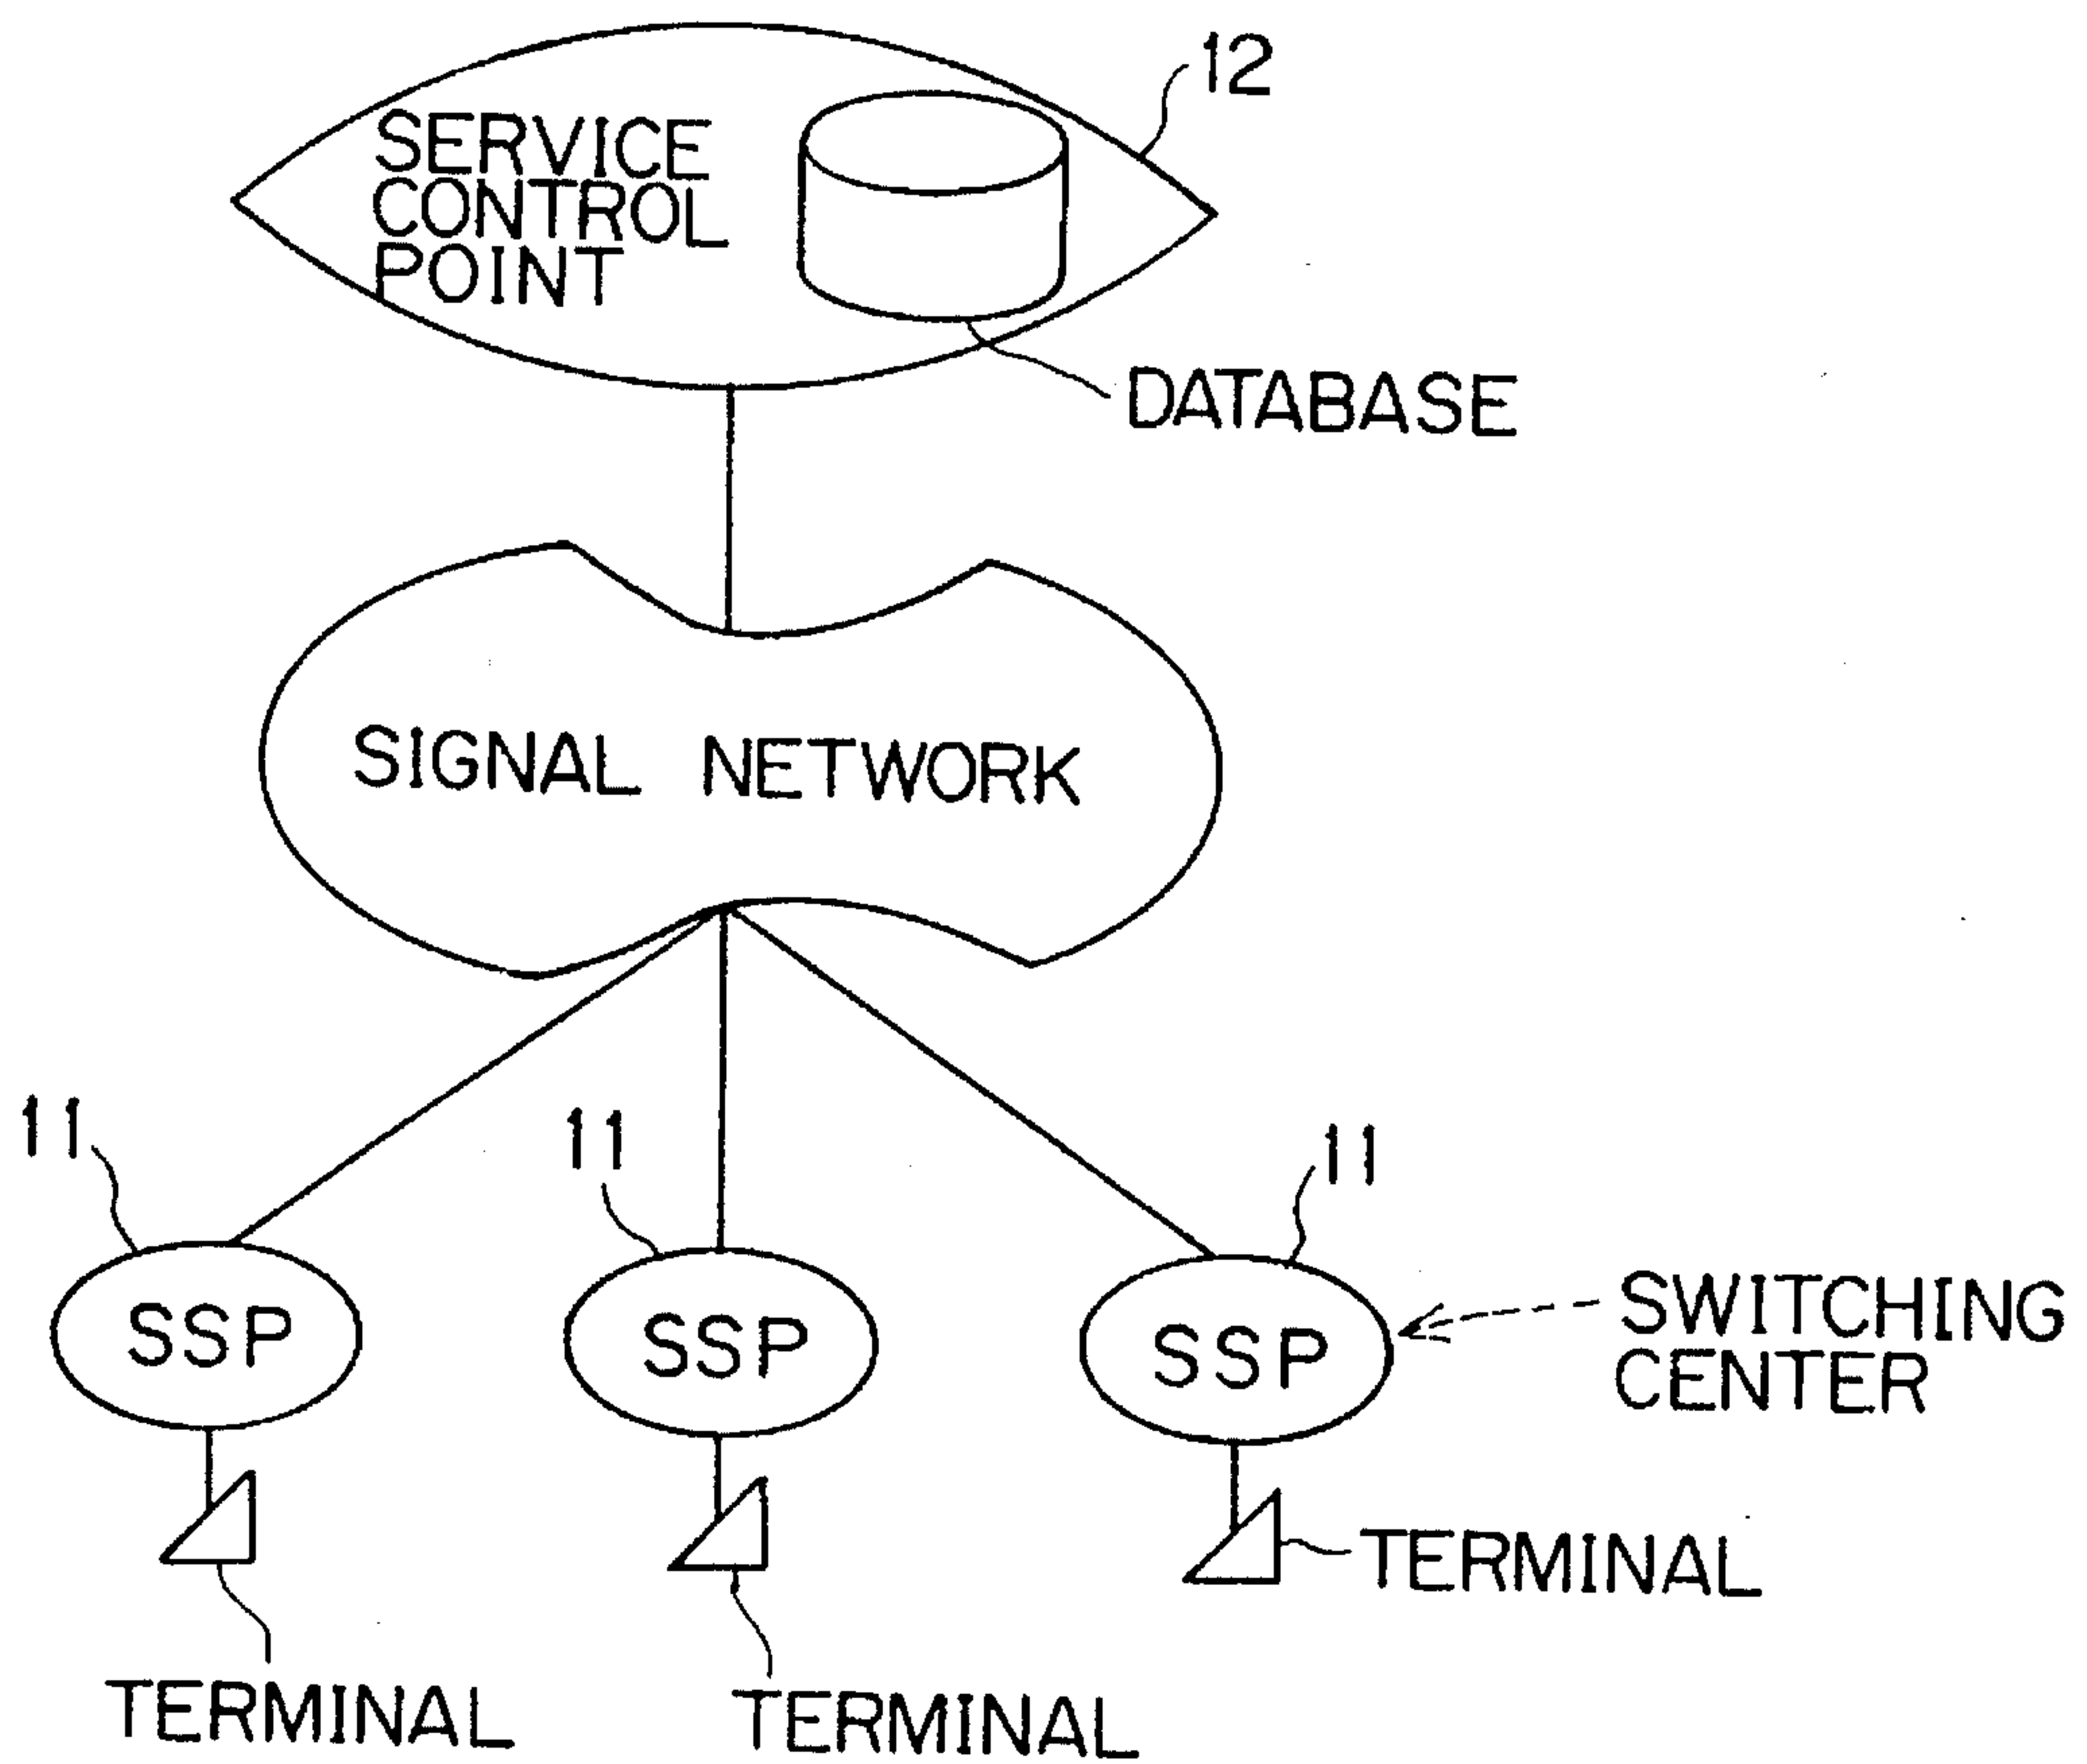 12
SERVICE
CONTROL
POINT
DATABASE
SIGNAL NETWORK
11
11
11
SSP
SSP
SSP
SWITCHING
CENTER
TERMINAL
TERMINAL
TERMINAL